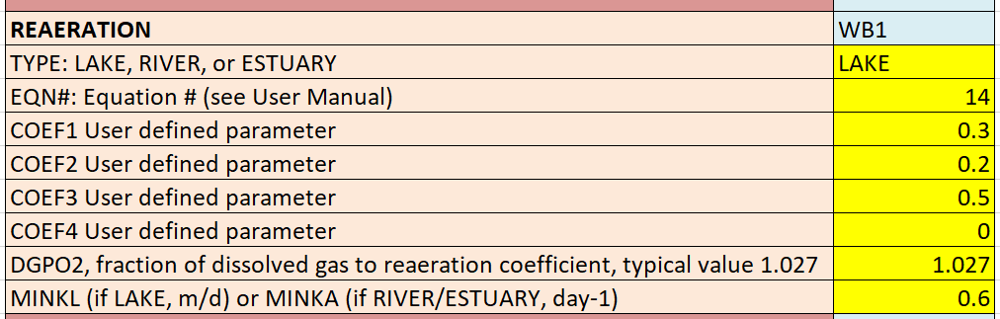 REAERATION WB1
TYPE: LAKE, RIVER, or ESTUARY LAKE
EQN#: Equation # (see User Manual) 14
COEF1 User defined parameter 0.3
COEF2 User defined parameter 0.2
COEF3 User defined parameter 0.5
COEF4 User defined parameter 0
DGPO2, fraction of dissolved gas to reaeration coefficient, typical value 1.027 1.027
MINKL (if LAKE, m/d) or MINKA (if RIVER/ESTUARY, day-1) 0.6